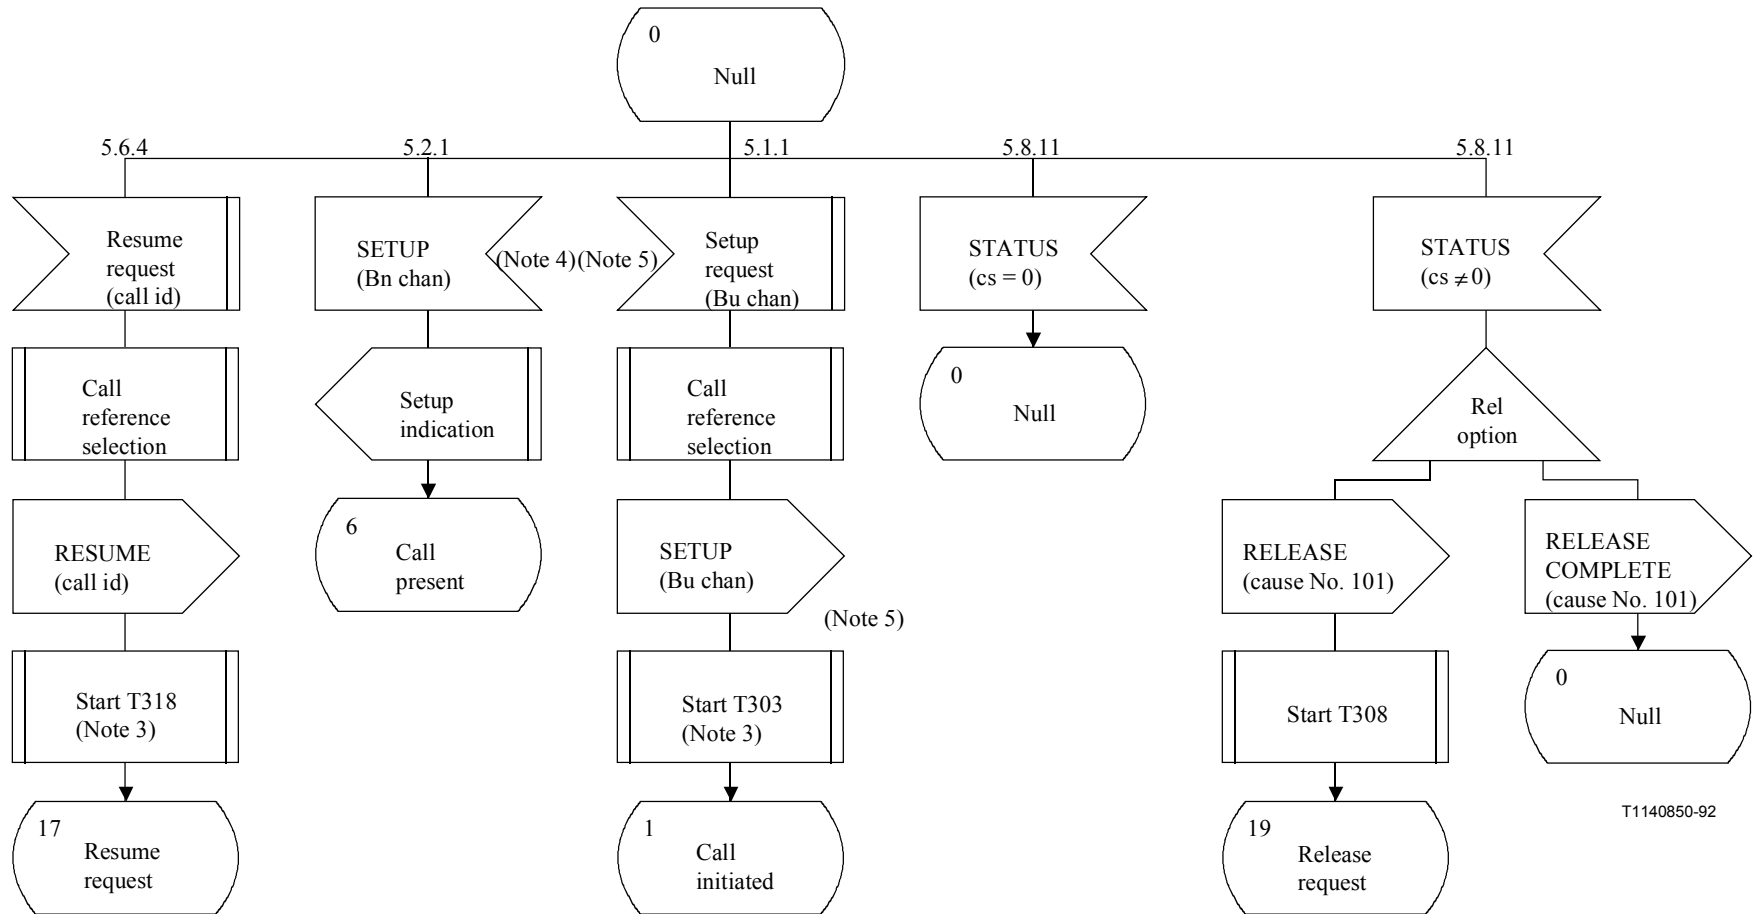 0
Null
5.6.4
5.2.1
5.1.1
5.8.11
5.8.11
Resume
request
(call id)
SETUP
(Bn chan)
(Note 4)(Note 5)
Setup
request
(Bu chan)
STATUS
(cs = 0)
STATUS
(cs ≠ 0)
Call
reference
selection
Setup
indication
Call
reference
selection
0
Null
Rel
option
RESUME
(call id)
6
Call
present
SETUP
(Bu chan)
(Note 5)
RELEASE
(cause No. 101)
RELEASE
COMPLETE
(cause No. 101)
Start T318
(Note 3)
Start T303
(Note 3)
Start T308
0
Null
17
Resume
request
1
Call
initiated
19
Release
request
T1140850-92